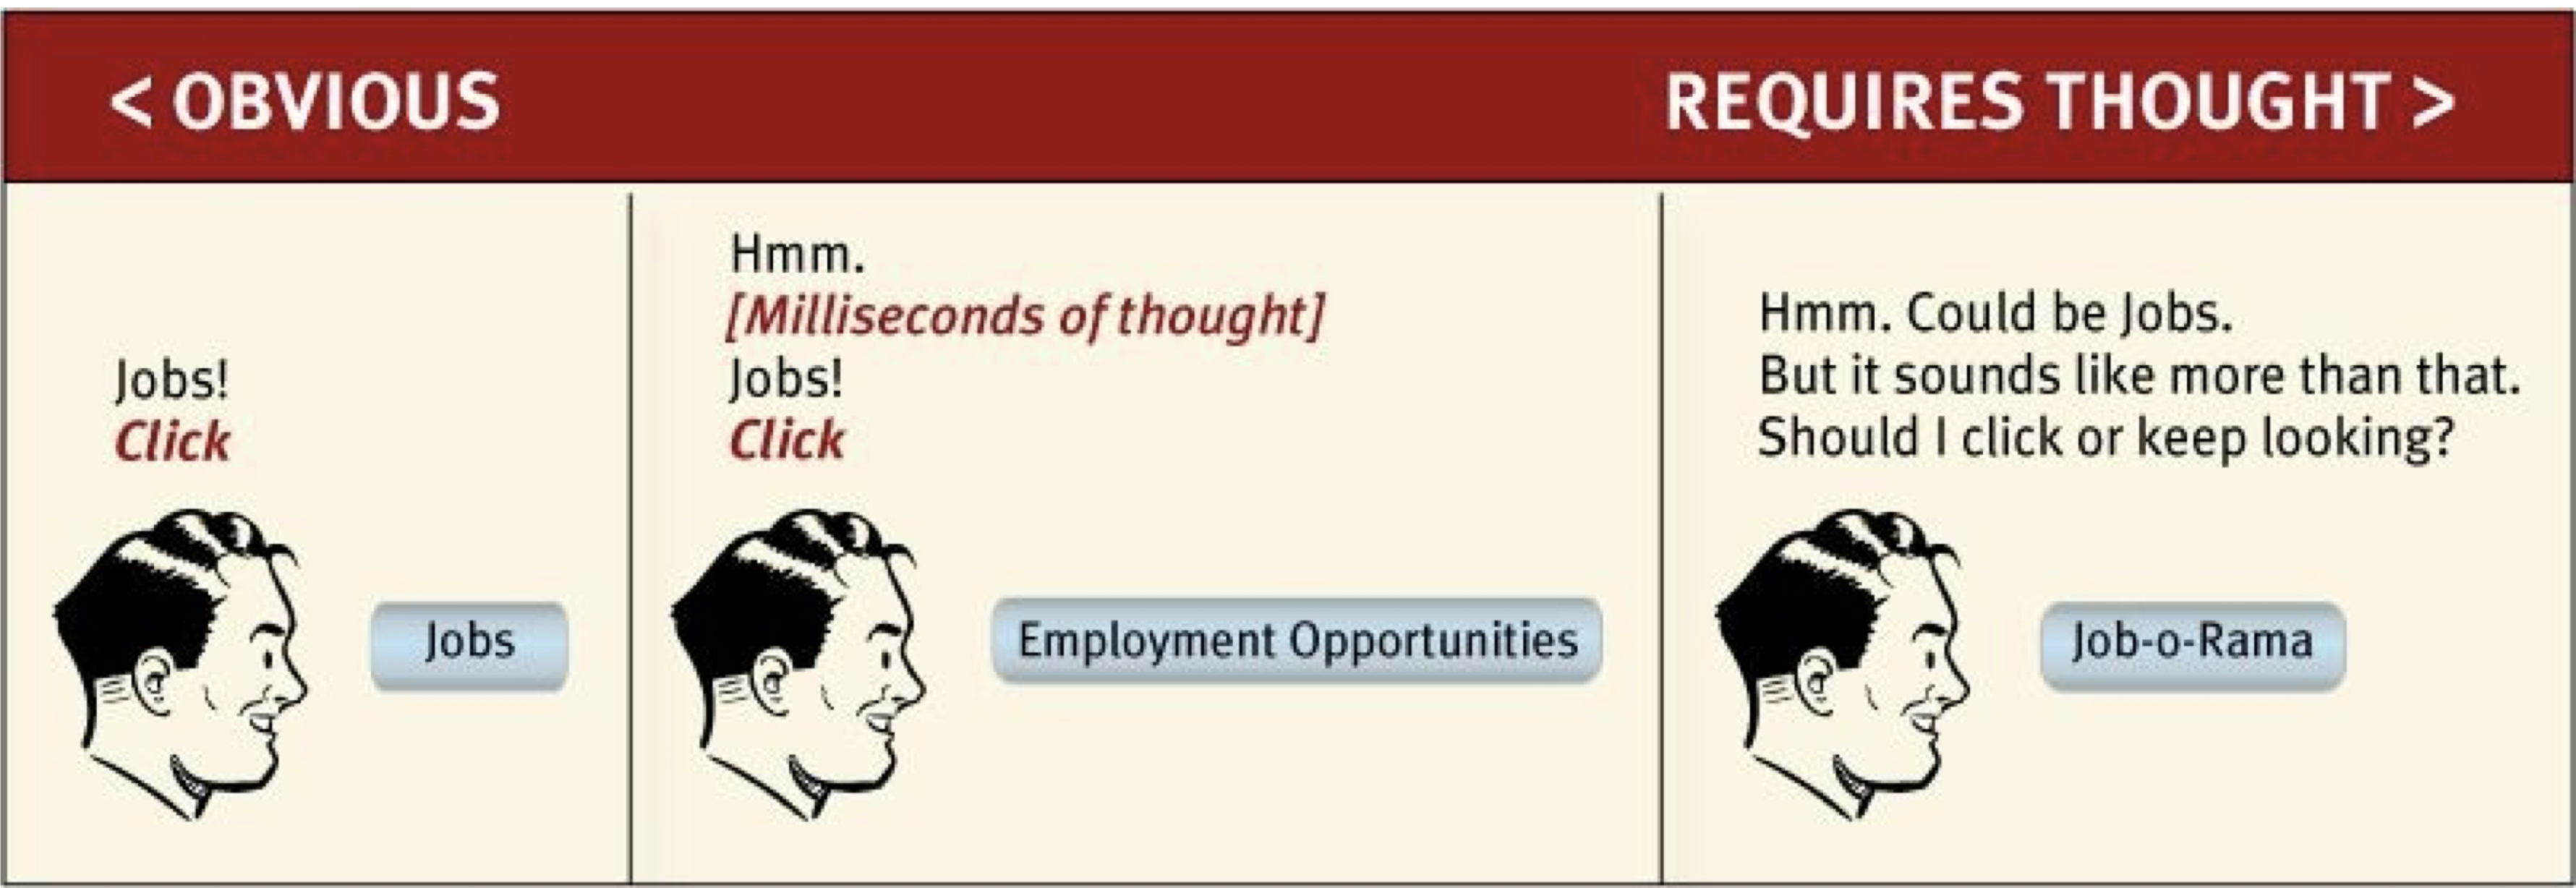 < OBVIOUS
REQUIRES THOUGHT >
Jobs!
Click
Jobs
Hmm.
[Milliseconds of thought]
Jobs!
Click
Employment Opportunities
Hmm. Could be Jobs.
But it sounds like more than that.
Should I click or keep looking?
Job-o-Rama